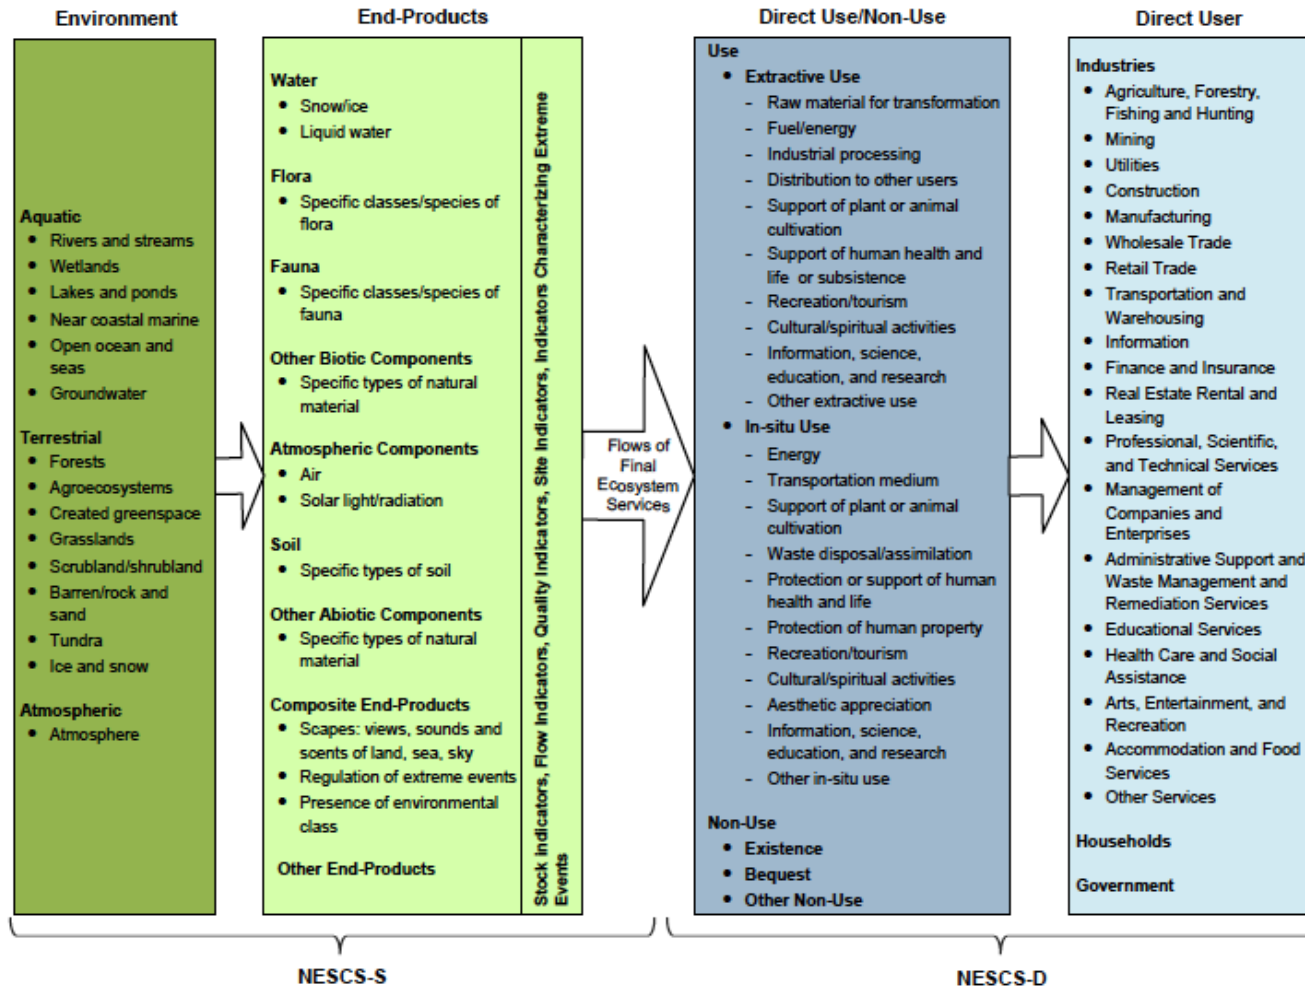 Environment
End-Products
Direct Use/Non-Use
Direct User
Aquatic
• Rivers and streams
• Wetlands
• Lakes and ponds
• Near coastal marine
• Open ocean and
seas
• Groundwater
Terrestrial
• Forests
• Agroecosystems
• Created greenspace
• Grasslands
• Scrubland/shrubland
• Barren/rock and
sand
• Tundra
• Ice and snow
Atmospheric
• Atmosphere
Water
• Snow/ice
• Liquid water
Flora
• Specific classes/species of
flora
Fauna
• Specific classes/species of
fauna
Other Biotic Components
• Specific types of natural
material
Atmospheric Components
• Air
• Solar light/radiation
Soil
• Specific types of soil
Other Abiotic Components
• Specific types of natural
material
Composite End-Products
• Scapes: views, sounds and
scents of land, sea, sky
• Regulation of extreme events
• Presence of environmental
class
Other End-Products
Stock Indicators, Flow Indicators, Quality Indicators, Site Indicators, Indicators Characterizing Extreme
Events
Flows of
Final
Ecosystem
Services
Use
• Extractive Use
- Raw material for transformation
- Fuel/energy
- Industrial processing
- Distribution to other users
- Support of plant or animal
cultivation
- Support of human health and
life or subsistence
- Recreation/tourism
- Cultural/spiritual activities
- Information, science,
education, and research
- Other extractive use
• In-situ Use
- Energy
- Transportation medium
- Support of plant or animal
cultivation
- Waste disposal/assimilation
- Protection or support of human
health and life
- Protection of human property
- Recreation/tourism
- Cultural/spiritual activities
- Aesthetic appreciation
- Information, science,
education, and research
- Other in-situ use
Non-Use
• Existence
• Bequest
• Other Non-Use
Industries
• Agriculture, Forestry,
Fishing and Hunting
• Mining
• Utilities
• Construction
• Manufacturing
• Wholesale Trade
• Retail Trade
• Transportation and
Warehousing
• Information
• Finance and Insurance
• Real Estate Rental and
Leasing
• Professional, Scientific,
and Technical Services
• Management of
Companies and
Enterprises
• Administrative Support and
Waste Management and
Remediation Services
• Educational Services
• Health Care and Social
Assistance
• Arts, Entertainment, and
Recreation
• Accommodation and Food
Services
• Other Services
Households
Government
NESCS-S
NESCS-D